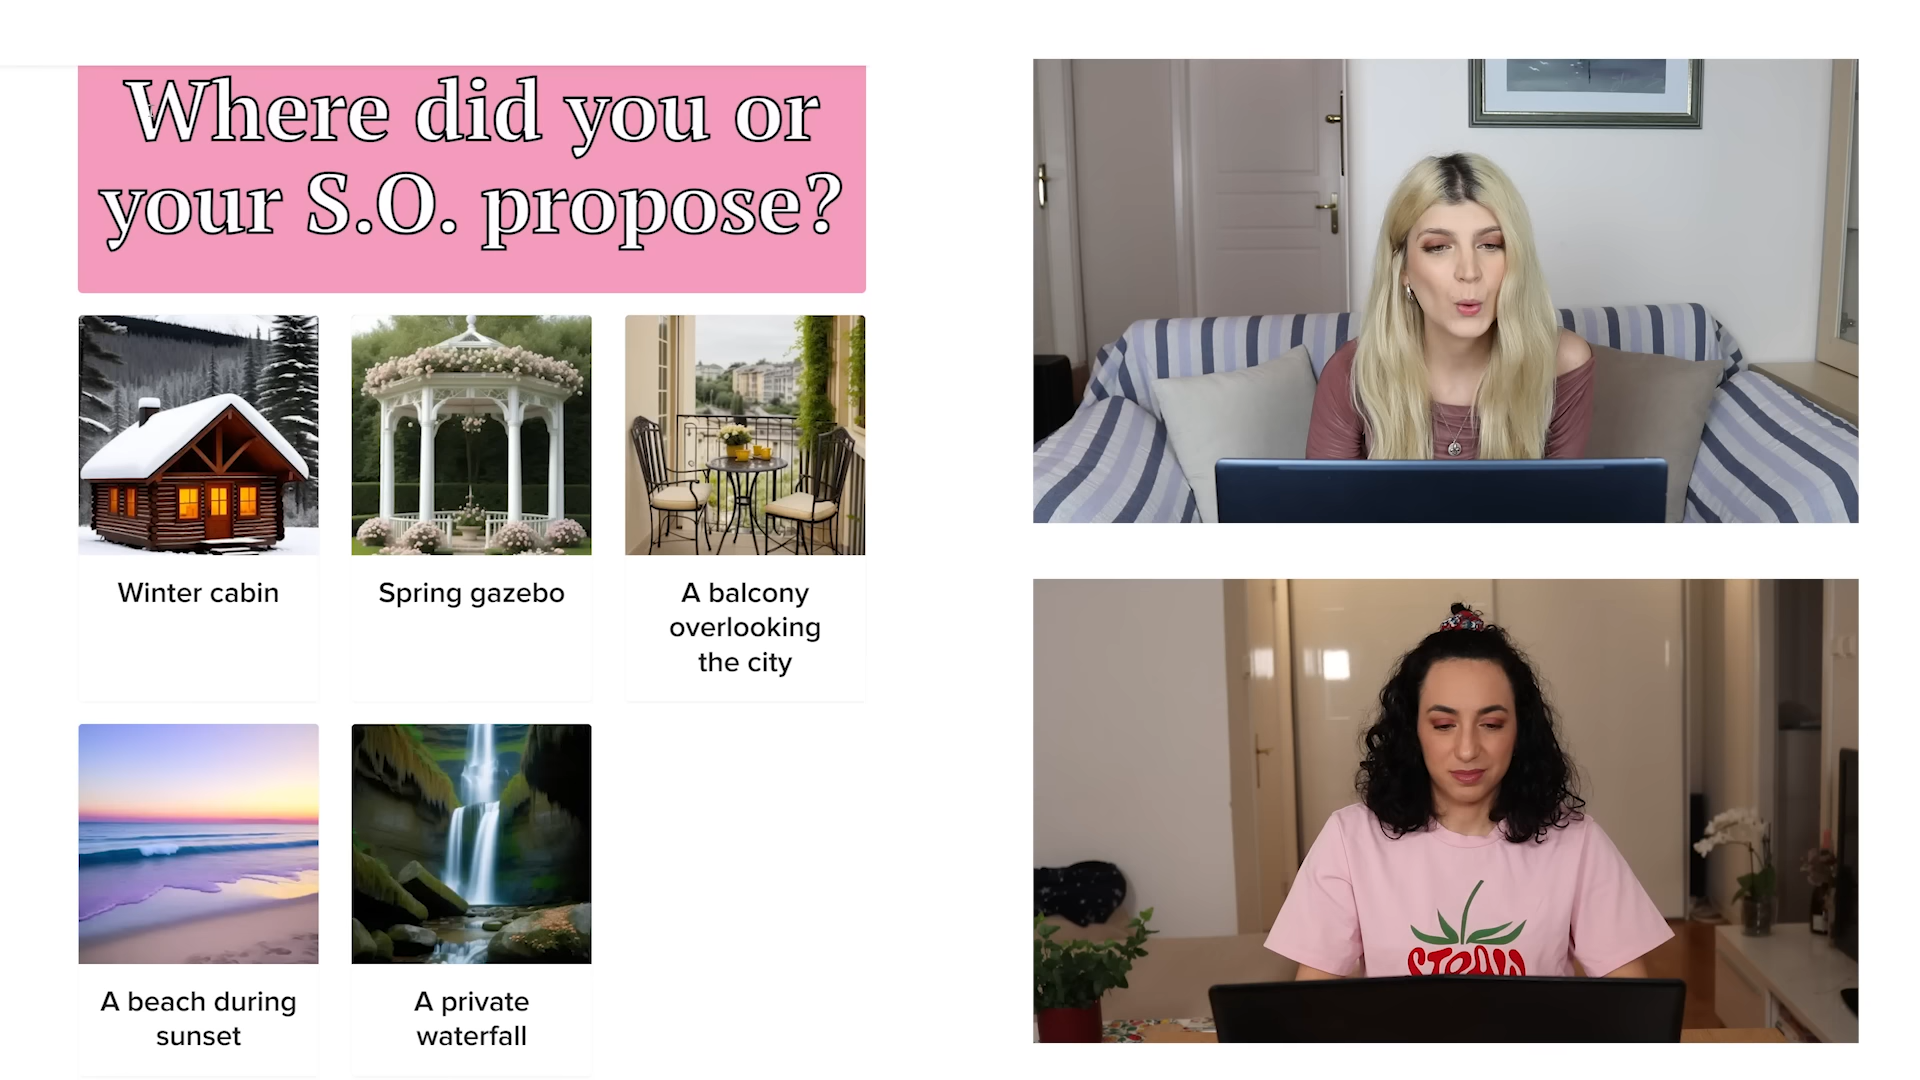 Where did you or
your S.O. propose?
Winter cabin
Spring gazebo
A balcony
overlooking
the city
A beach during
sunset
A private
waterfall